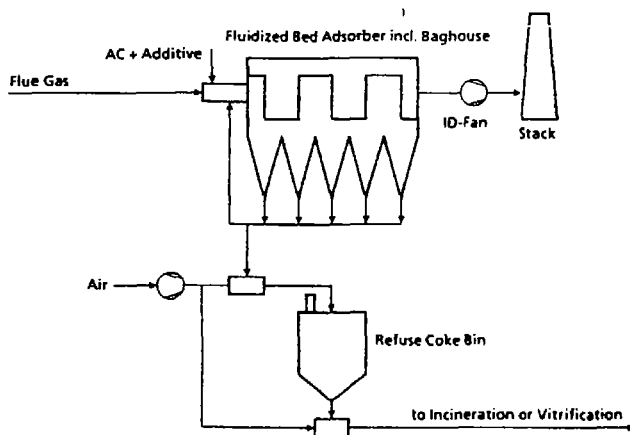 Fluidized Bed Adsorber incl. Baghouse
AC + Additive
Flue Gas
ID-Fan
Stack
Air
Refuse Coke Bin
to Incineration or Vitrification